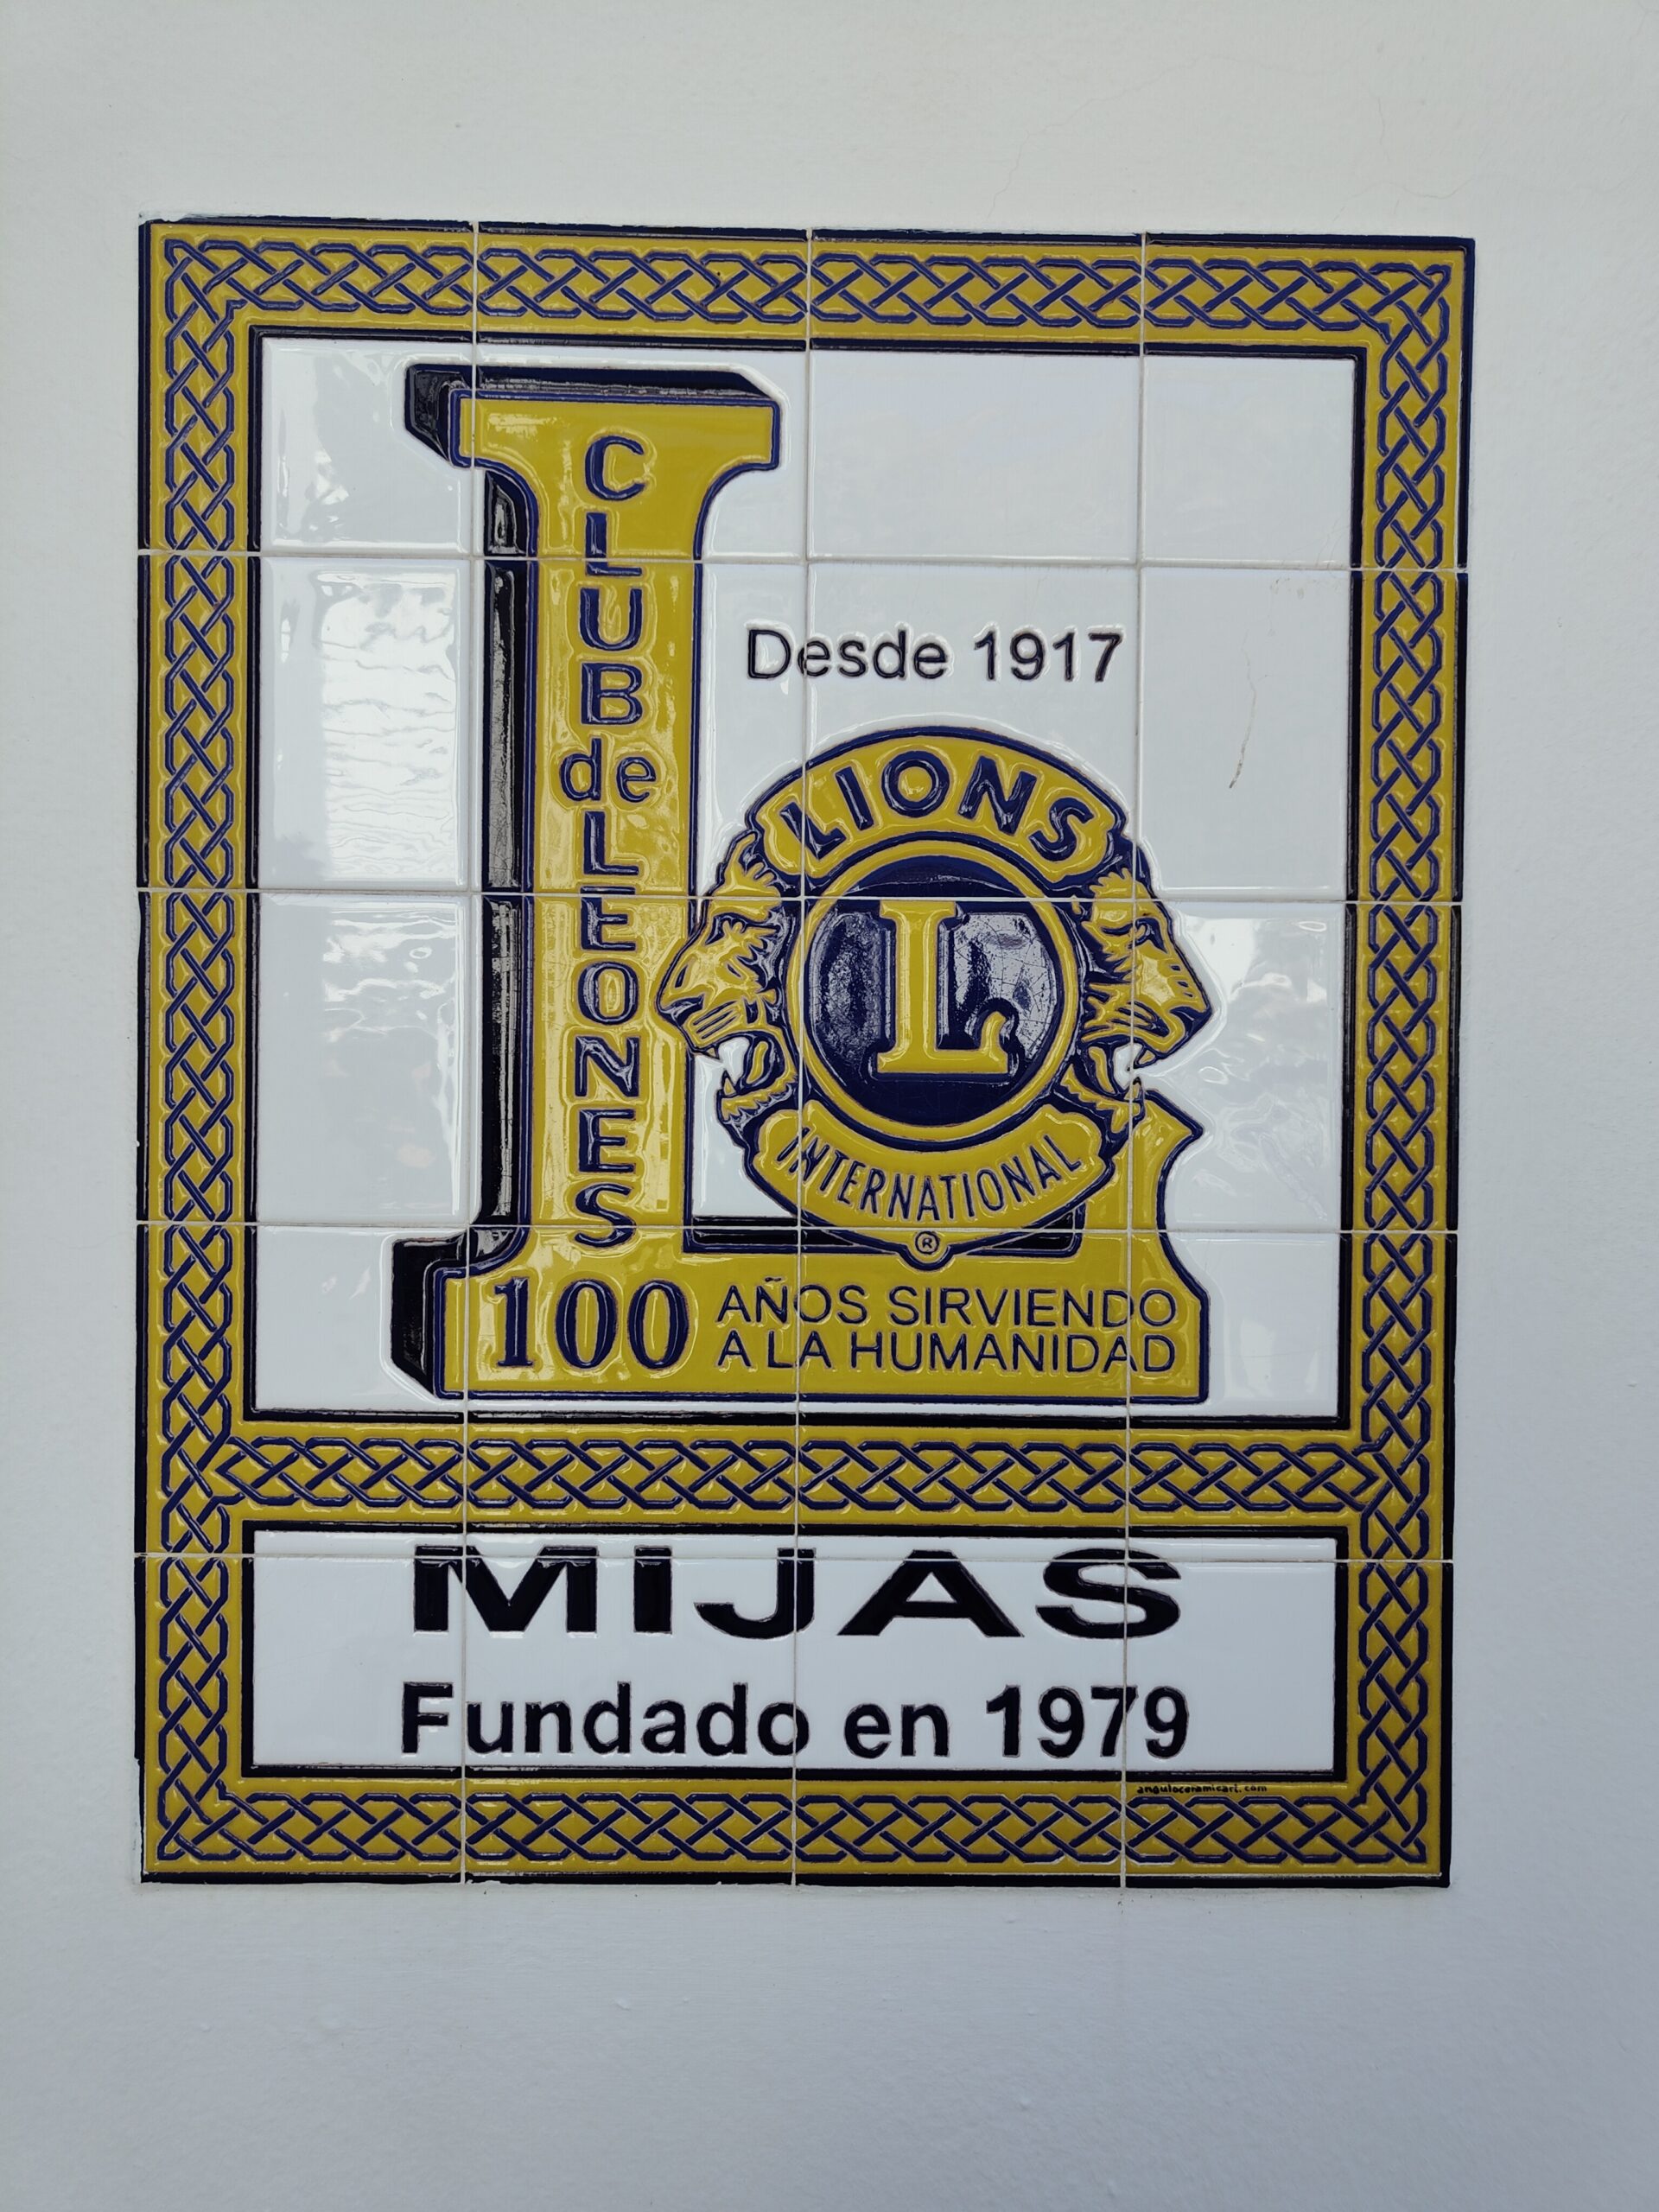 CLUB de LEONES
Desde 1917
LIONS
L
INTERNATIONAL
®
100 AÑOS SIRVIENDO
A LA HUMANIDAD
MIJAS
Fundado en 1979
anguloceramicart.com